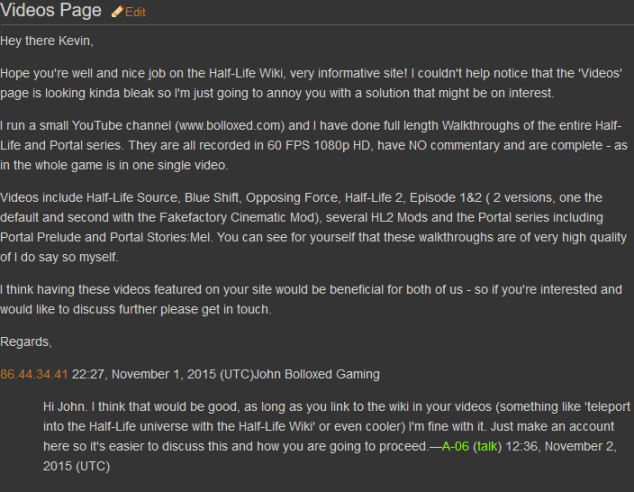 Videos Page Edit
Hey there Kevin,
Hope you're well and nice job on the Half-Life Wiki, very informative site! I couldn't help notice that the 'Videos'
page is looking kinda bleak so I'm just going to annoy you with a solution that might be on interest.
I run a small YouTube channel (www.bolloxed.com) and I have done full length Walkthroughs of the entire Half-
Life and Portal series. They are all recorded in 60 FPS 1080p HD, have NO commentary and are complete - as
in the whole game is in one single video.
Videos include Half-Life Source, Blue Shift, Opposing Force, Half-Life 2, Episode 1&2 ( 2 versions, one the
default and second with the Fakefactory Cinematic Mod), several HL2 Mods and the Portal series including
Portal Prelude and Portal Stories:Mel. You can see for yourself that these walkthroughs are of very high quality
of I do say so myself.
I think having these videos featured on your site would be beneficial for both of us - so if you're interested and
would like to discuss further please get in touch.
Regards,
86.44.34.41 22:27, November 1, 2015 (UTC)John Bolloxed Gaming
Hi John. I think that would be good, as long as you link to the wiki in your videos (something like 'teleport
into the Half-Life universe with the Half-Life Wiki' or even cooler) I'm fine with it. Just make an account
here so it's easier to discuss this and how you are going to proceed.—A-06 (talk) 12:36, November 2,
2015 (UTC)